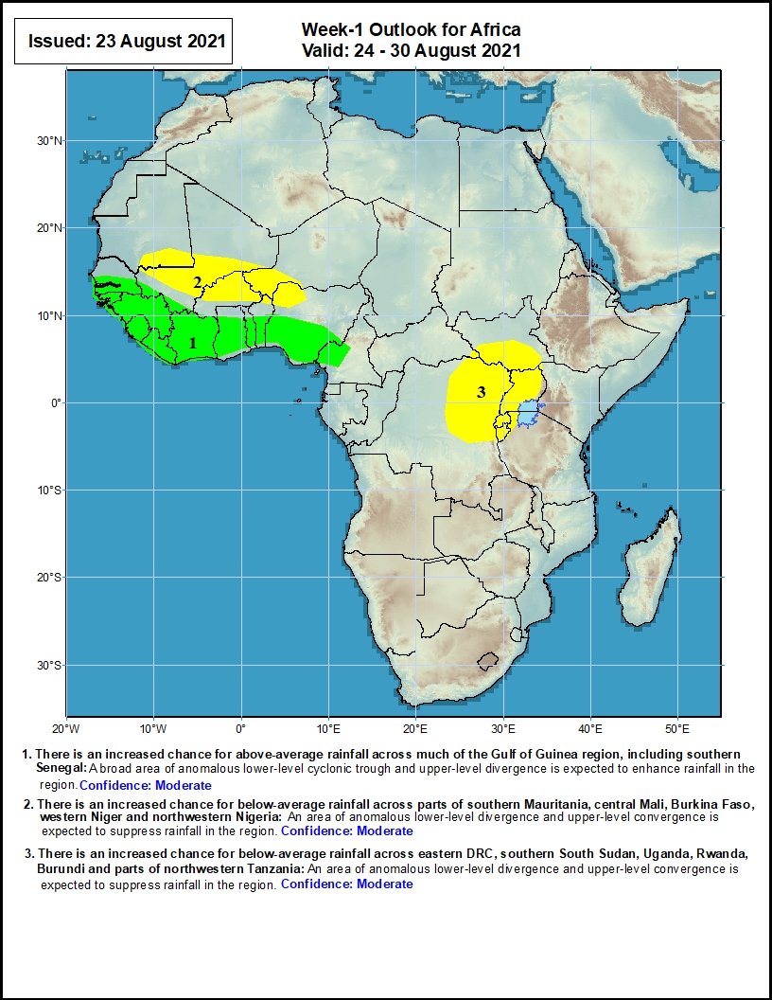 Issued: 23 August 2021
Week-1 Outlook for Africa
Valid: 24 - 30 August 2021
30°N
20°N
10°N
0°
10°S
20°S
30°S
20°W
10°W
0°
10°E
20°E
30°E
40°E
50°E
2
1
3
1. There is an increased chance for above-average rainfall across much of the Gulf of Guinea region, including southern
Senegal: A broad area of anomalous lower-level cyclonic trough and upper-level divergence is expected to enhance rainfall in the
region. Confidence: Moderate
2. There is an increased chance for below-average rainfall across parts of southern Mauritania, central Mali, Burkina Faso,
western Niger and northwestern Nigeria: An area of anomalous lower-level divergence and upper-level convergence is
expected to suppress rainfall in the region. Confidence: Moderate
3. There is an increased chance for below-average rainfall across eastern DRC, southern South Sudan, Uganda, Rwanda,
Burundi and parts of northwestern Tanzania: An area of anomalous lower-level divergence and upper-level convergence is
expected to suppress rainfall in the region. Confidence: Moderate